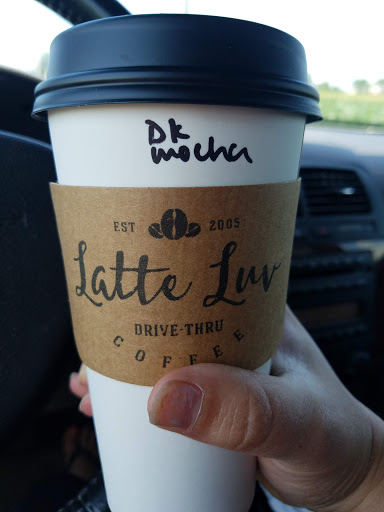 DK
mocha
EST 2005
Latte Luv
DRIVE-THRU
COFFEE